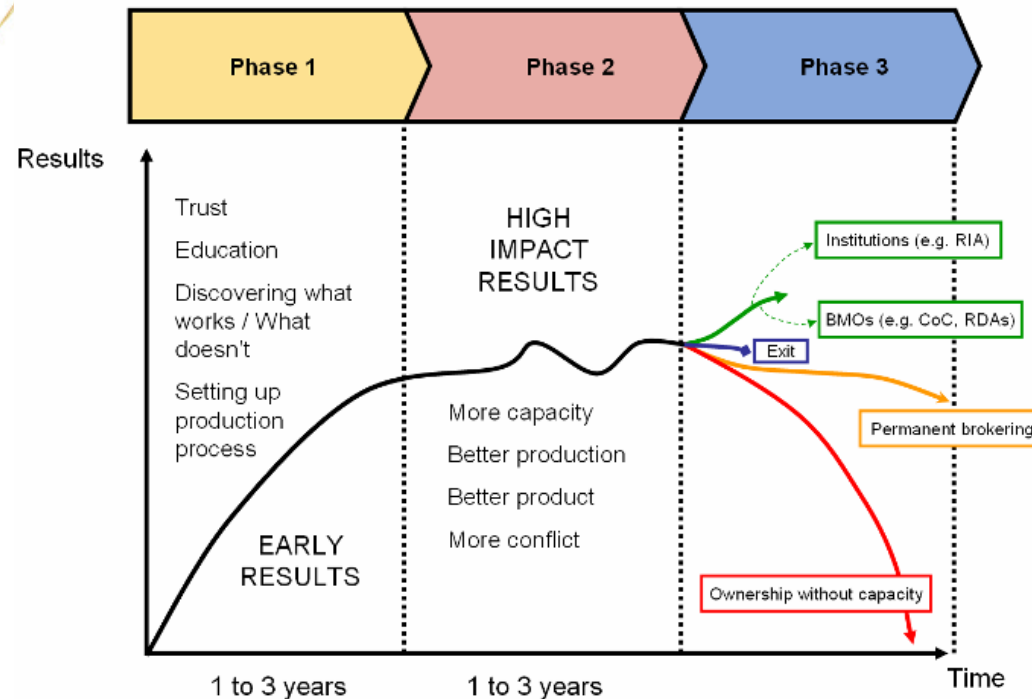 Phase 1
Phase 2
Phase 3
Results
Trust
Education
Discovering what
works / What
doesn't
Setting up
production
process
EARLY
RESULTS
HIGH
IMPACT
RESULTS
More capacity
Better production
Better product
More conflict
Institutions (e.g. RIA)
BMOs (e.g. CoC, RDAs)
Exit
Permanent brokering
Ownership without capacity
Time
1 to 3 years
1 to 3 years